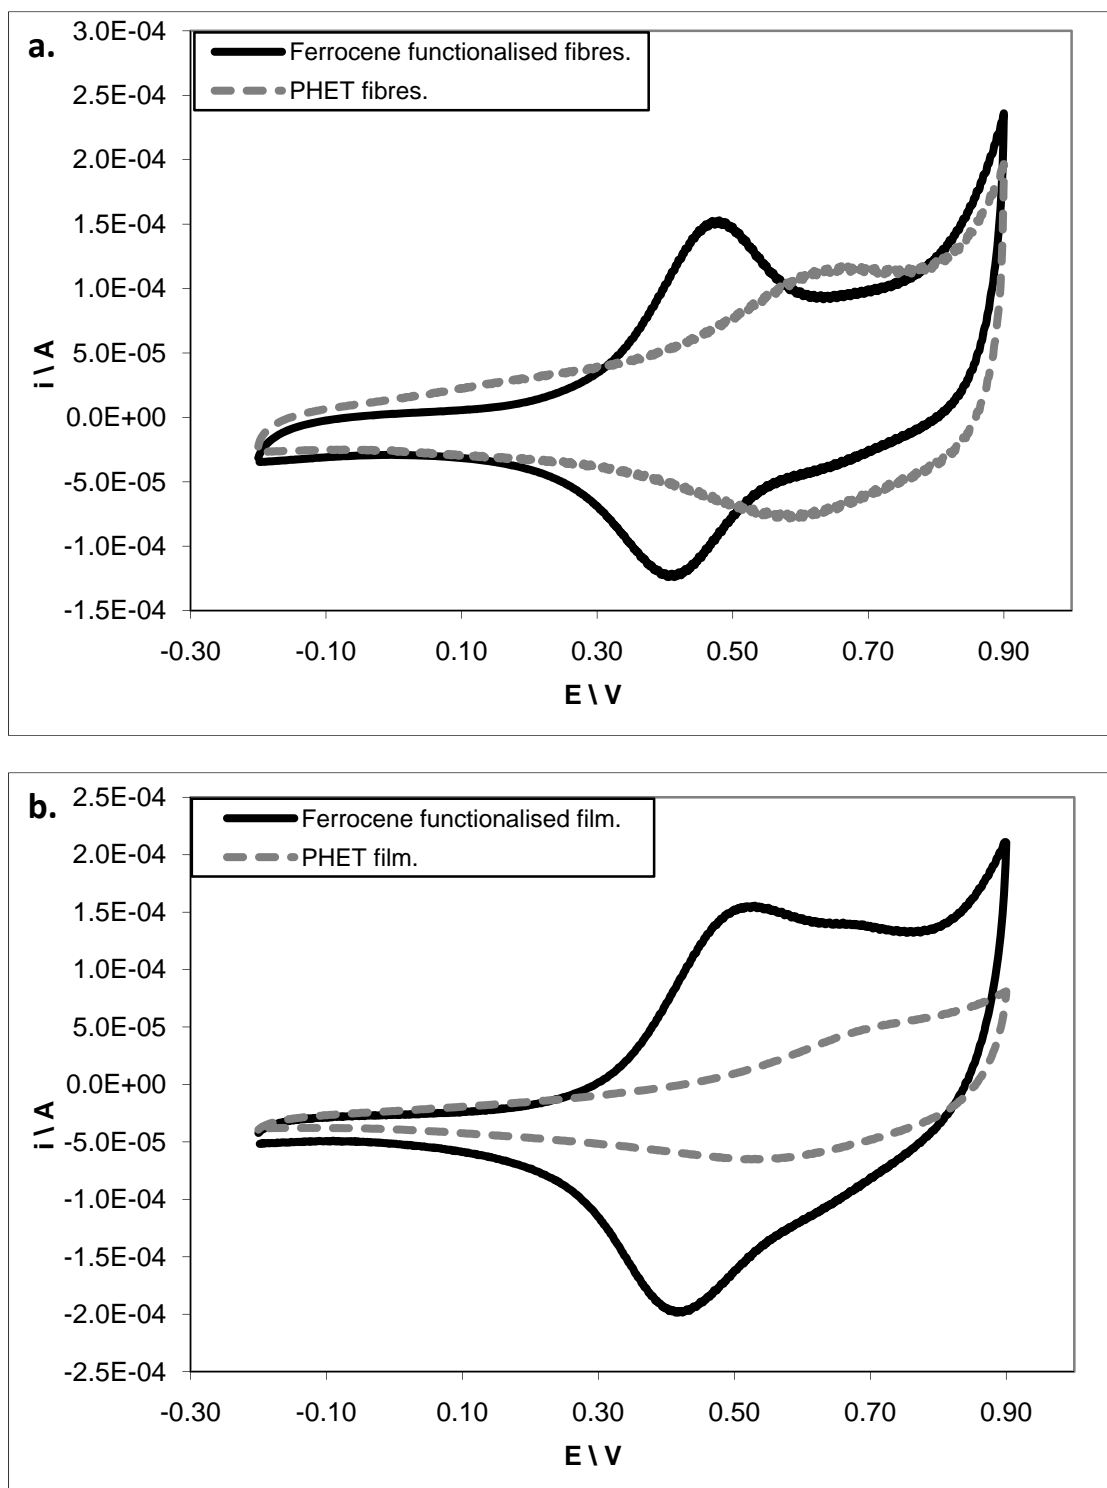 a.
3.0E-04
Ferrocene functionalised fibres.
PHET fibres.
2.5E-04
2.0E-04
1.5E-04
1.0E-04
5.0E-05
0.0E+00
-5.0E-05
-1.0E-04
-1.5E-04
i \ A
-0.30 -0.10 0.10 0.30 0.50 0.70 0.90
E \ V
b.
2.5E-04
Ferrocene functionalised film.
PHET film.
2.0E-04
1.5E-04
1.0E-04
5.0E-05
0.0E+00
-5.0E-05
-1.0E-04
-1.5E-04
-2.0E-04
-2.5E-04
i \ A
-0.30 -0.10 0.10 0.30 0.50 0.70 0.90
E \ V